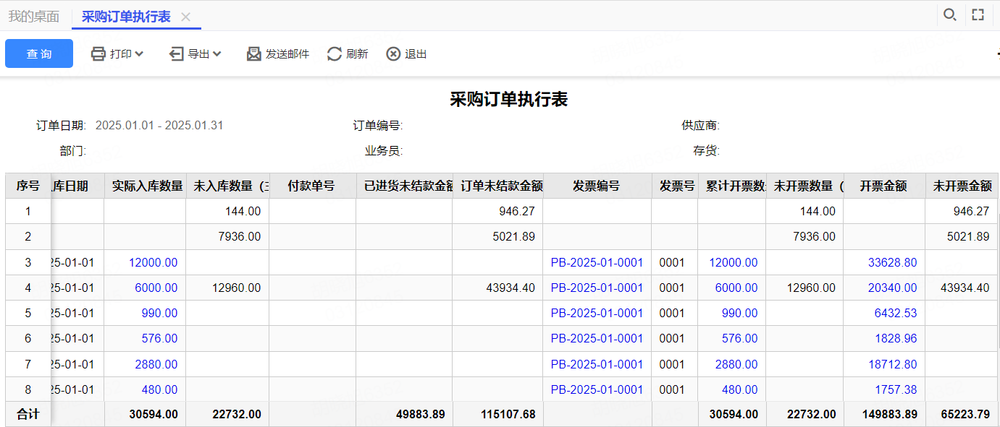 我的桌面 采购订单执行表
查询 打印 导出 发送邮件 刷新 退出
采购订单执行表
订单日期: 2025.01.01 - 2025.01.31 订单编号: 供应商:
部门: 业务员: 存货:
序号 库日期 实际入库数量 未入库数量( 付款单号 已进货未结款金额 订单未结款金额 发票编号 发票号 累计开票数 未开票数量( 开票金额 未开票金额
1 144.00 946.27 144.00 946.27
2 7936.00 5021.89 7936.00 5021.89
3 25-01-01 12000.00 PB-2025-01-0001 0001 12000.00 33628.80
4 25-01-01 6000.00 12960.00 43934.40 PB-2025-01-0001 0001 6000.00 12960.00 20340.00 43934.40
5 25-01-01 990.00 PB-2025-01-0001 0001 990.00 6432.53
6 25-01-01 576.00 PB-2025-01-0001 0001 576.00 1828.96
7 25-01-01 2880.00 PB-2025-01-0001 0001 2880.00 18712.80
8 25-01-01 480.00 PB-2025-01-0001 0001 480.00 1757.38
合计 30594.00 22732.00 49883.89 115107.68 30594.00 22732.00 149883.89 65223.79